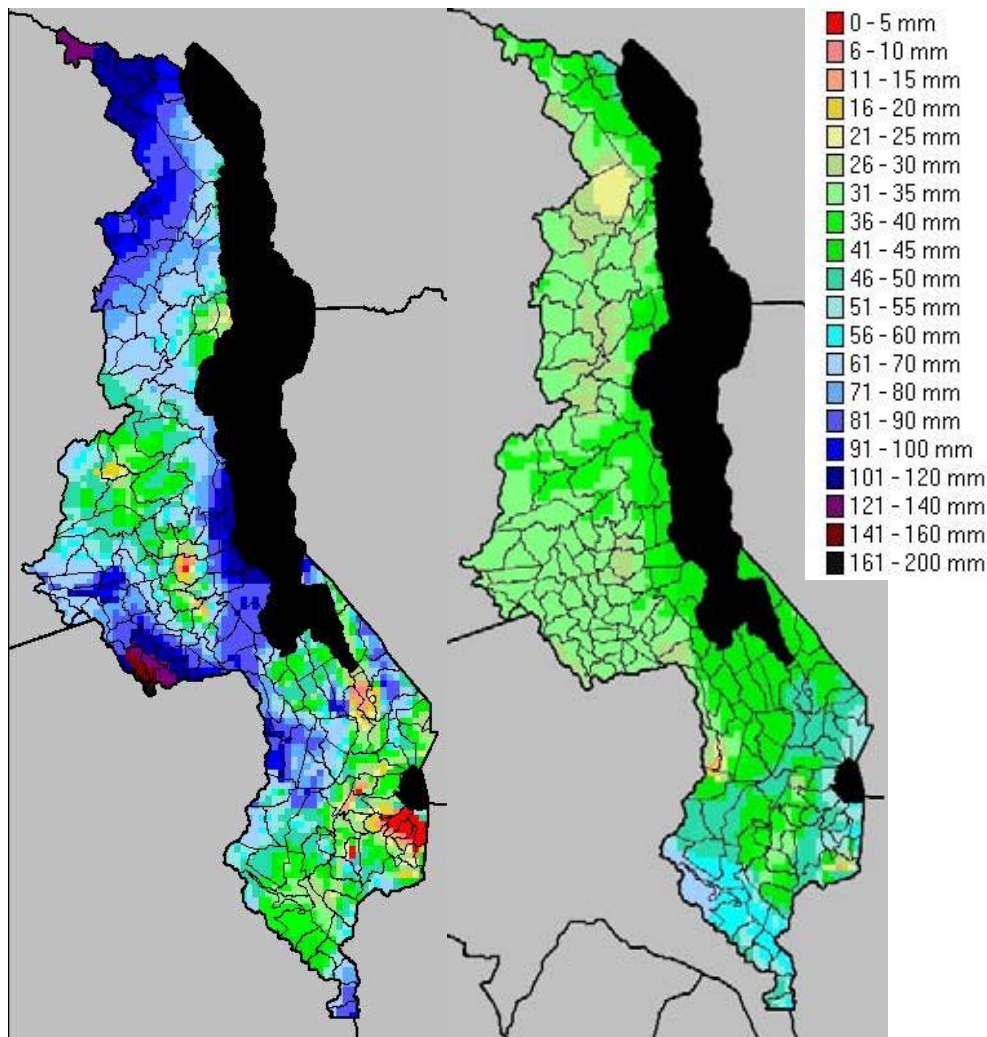 0 - 5 mm
6 - 10 mm
11 - 15 mm
16 - 20 mm
21 - 25 mm
26 - 30 mm
31 - 35 mm
36 - 40 mm
41 - 45 mm
46 - 50 mm
51 - 55 mm
56 - 60 mm
61 - 70 mm
71 - 80 mm
81 - 90 mm
91 - 100 mm
101 - 120 mm
121 - 140 mm
141 - 160 mm
161 - 200 mm